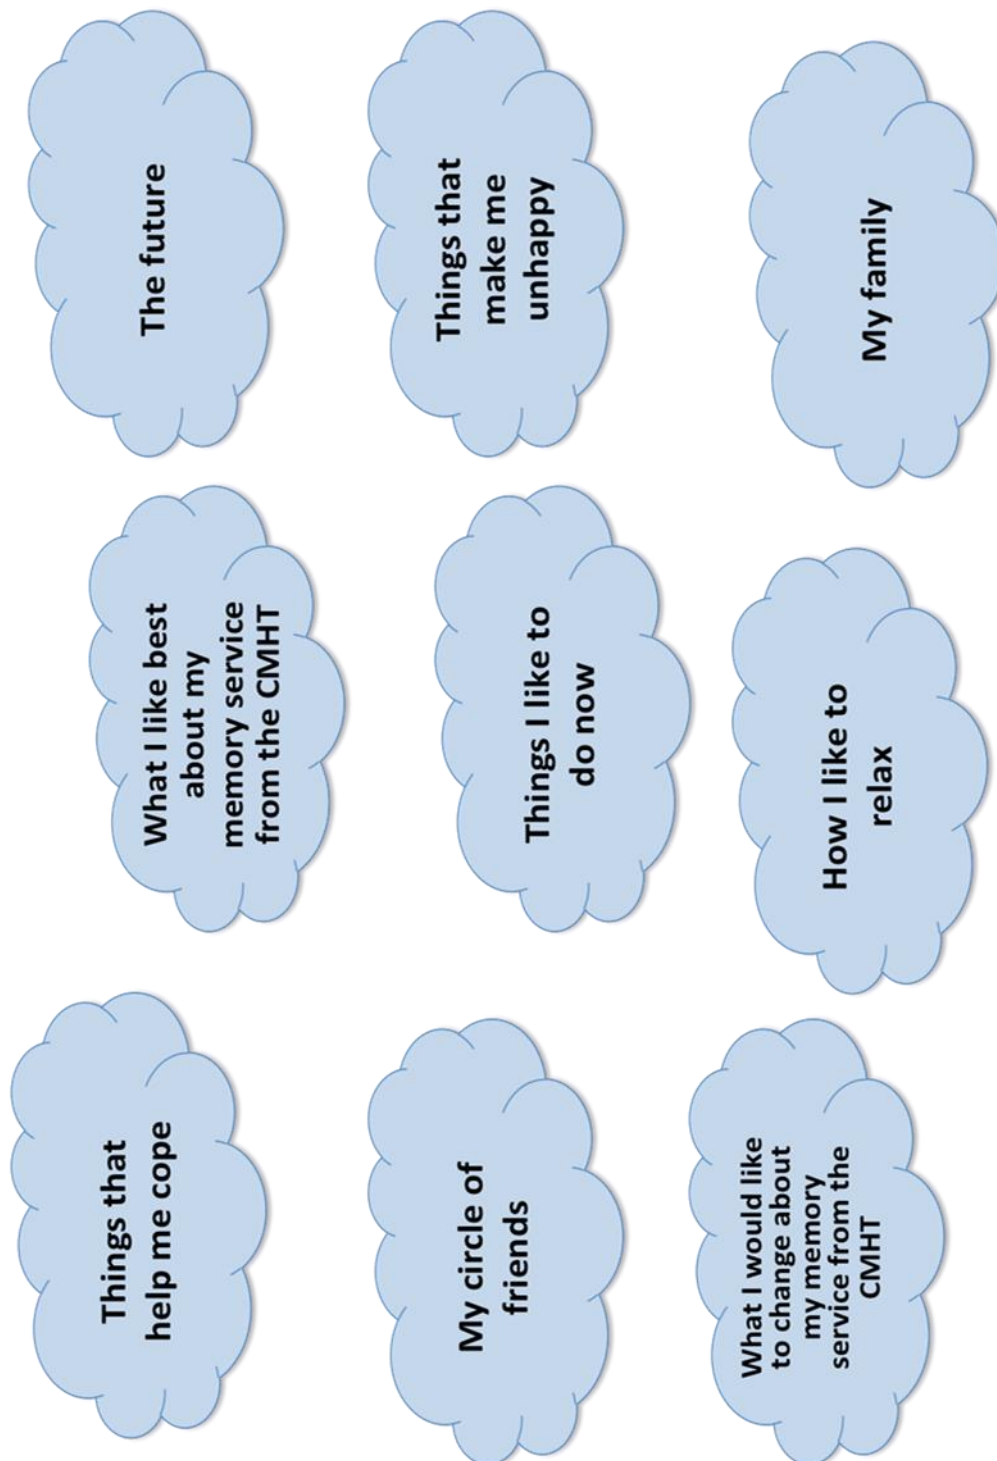 Things that
help me cope
What I like best
about my
memory service
from the CMHT
The future
My circle of
friends
Things I like to
do now
Things that
make me
unhappy
What I would like
to change about
my memory
service from the
CMHT
How I like to
relax
My family